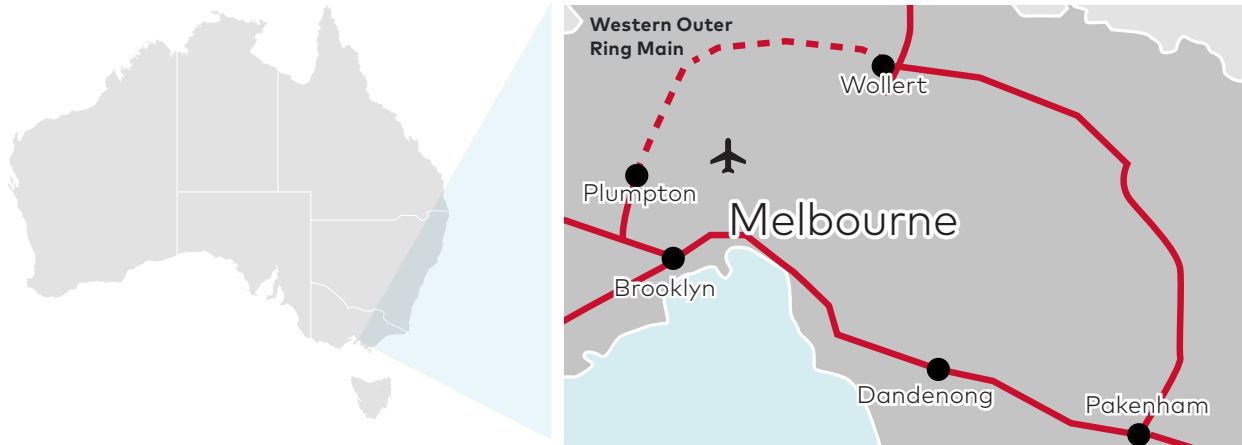 Western Outer
Ring Main
Wollert
Plumpton
Melbourne
Brooklyn
Dandenong
Pakenham